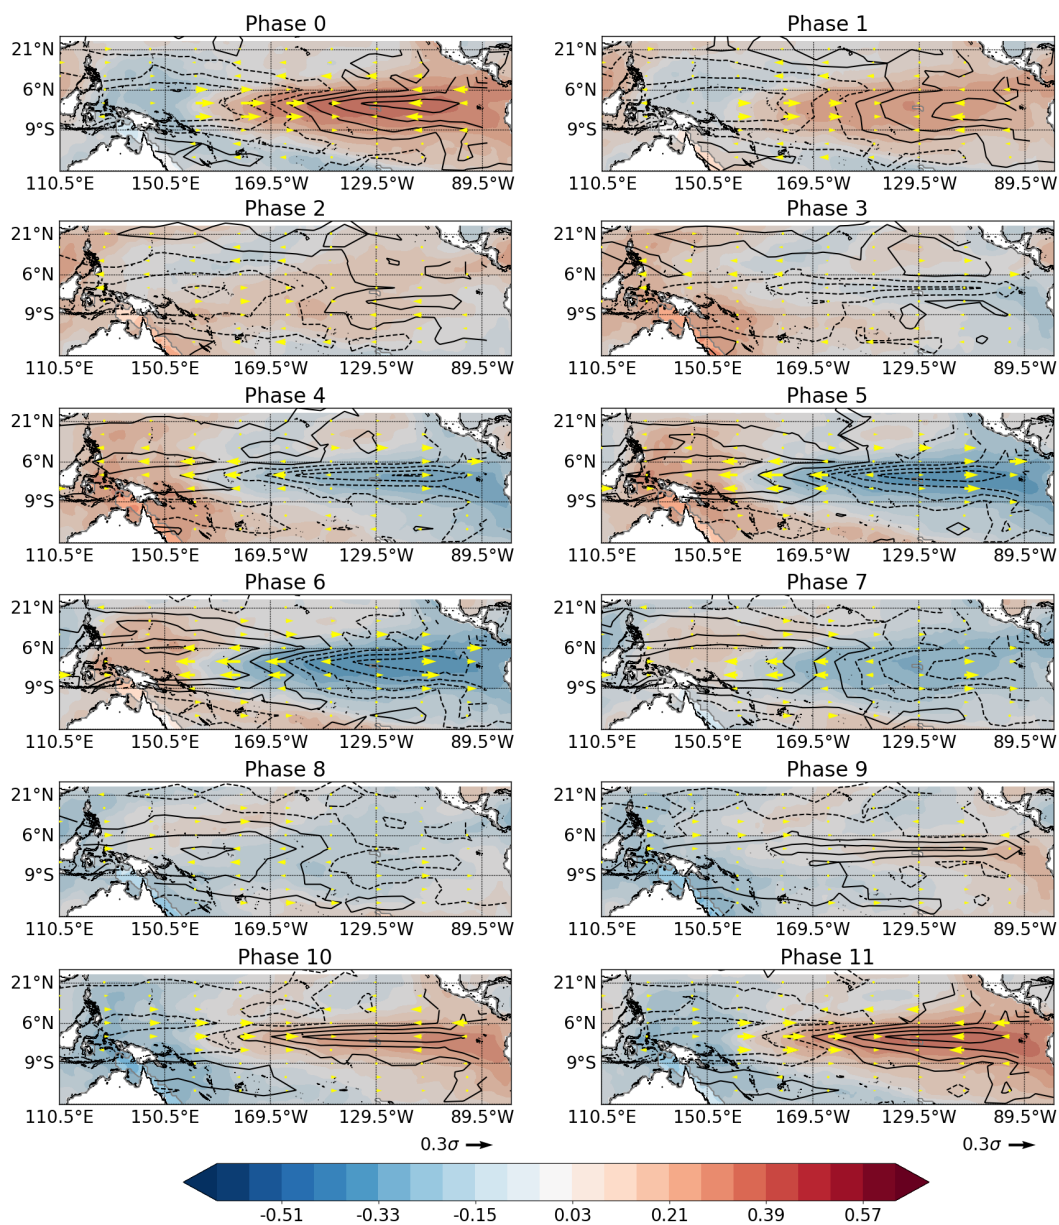 Phase 0 Phase 1
21°N 21°N
6°N 6°N
9°S 9°S
110.5°E 150.5°E 169.5°W 129.5°W 89.5°W 110.5°E 150.5°E 169.5°W 129.5°W 89.5°W
Phase 2 Phase 3
21°N 21°N
6°N 6°N
9°S 9°S
110.5°E 150.5°E 169.5°W 129.5°W 89.5°W 110.5°E 150.5°E 169.5°W 129.5°W 89.5°W
Phase 4 Phase 5
21°N 21°N
6°N 6°N
9°S 9°S
110.5°E 150.5°E 169.5°W 129.5°W 89.5°W 110.5°E 150.5°E 169.5°W 129.5°W 89.5°W
Phase 6 Phase 7
21°N 21°N
6°N 6°N
9°S 9°S
110.5°E 150.5°E 169.5°W 129.5°W 89.5°W 110.5°E 150.5°E 169.5°W 129.5°W 89.5°W
Phase 8 Phase 9
21°N 21°N
6°N 6°N
9°S 9°S
110.5°E 150.5°E 169.5°W 129.5°W 89.5°W 110.5°E 150.5°E 169.5°W 129.5°W 89.5°W
Phase 10 Phase 11
21°N 21°N
6°N 6°N
9°S 9°S
110.5°E 150.5°E 169.5°W 129.5°W 89.5°W 110.5°E 150.5°E 169.5°W 129.5°W 89.5°W
0.3σ 0.3σ
-0.51 -0.33 -0.15 0.03 0.21 0.39 0.57